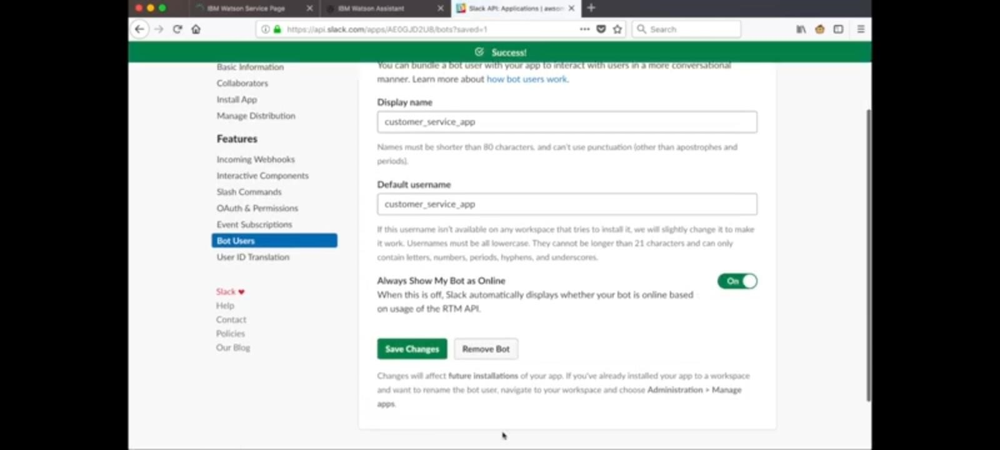 IBM Watson Service Page
IBM Watson Assistant
Slack API: Applications | awson
https://api.slack.com/apps/AE0GJD2U8/bots?saved=1
Search
Success!
Basic Information
Collaborators
Install App
Manage Distribution
Features
Incoming Webhooks
Interactive Components
Slash Commands
OAuth & Permissions
Event Subscriptions
Bot Users
User ID Translation
Slack ♥
Help
Contact
Policies
Our Blog
You can bundle a bot user with your app to interact with users in a more conversational
manner. Learn more about how bot users work.
Display name
customer_service_app
Names must be shorter than 80 characters, and can't use punctuation (other than apostrophes and
periods).
Default username
customer_service_app
If this username isn't available on any workspace that tries to install it, we will slightly change it to make
it work. Usernames must be all lowercase. They cannot be longer than 21 characters and can only
contain letters, numbers, periods, hyphens, and underscores.
Always Show My Bot as Online
On
When this is off, Slack automatically displays whether your bot is online based
on usage of the RTM API.
Save Changes
Remove Bot
Changes will affect future installations of your app. If you've already installed your app to a workspace
and want to rename the bot user, navigate to your workspace and choose Administration > Manage
apps.